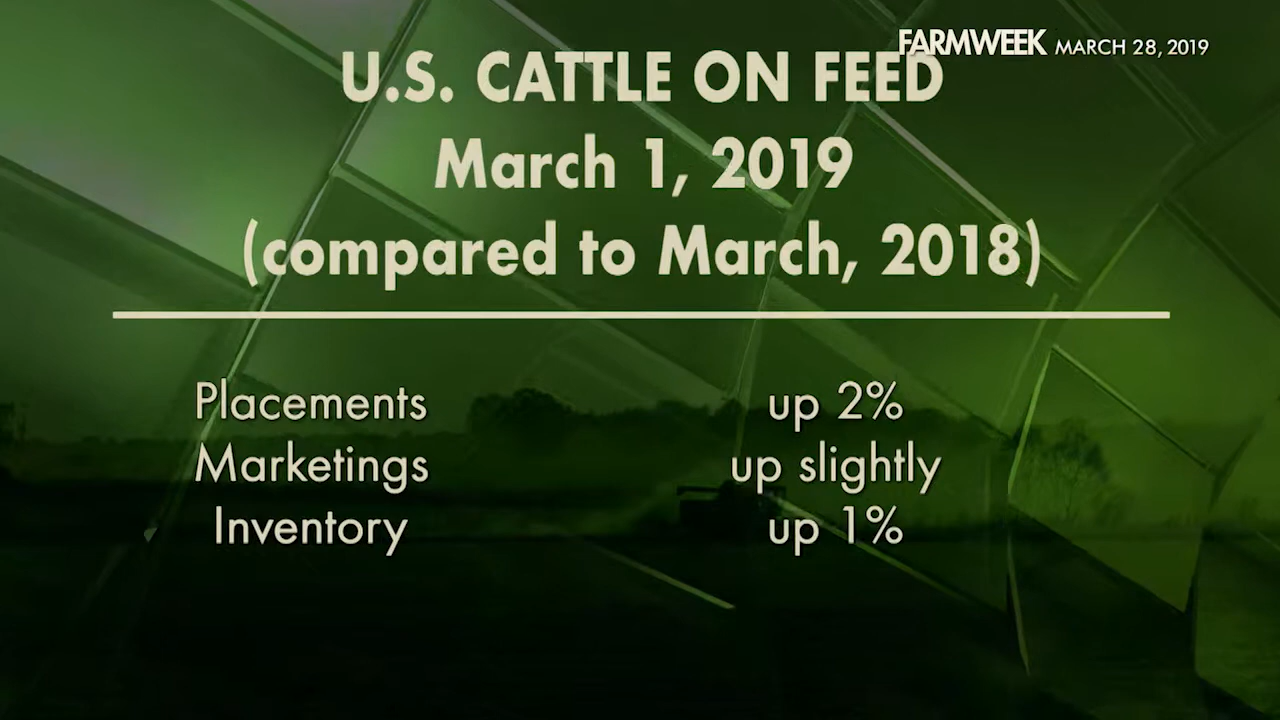 FARMWEEK MARCH 28, 2019
U.S. CATTLE ON FEED
March 1, 2019
(compared to March, 2018)
Placements up 2%
Marketings up slightly
Inventory up 1%